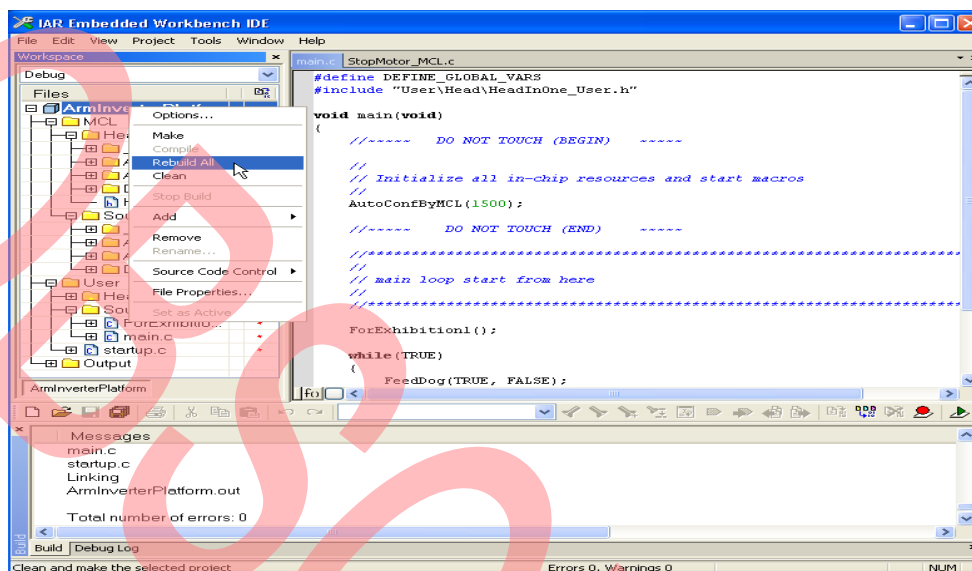 IAR Embedded Workbench IDE
File Edit View Project Tools Window Help
Workspace
Debug
Files
ArmInve
MCL
Sou
User
Sou
ForExhibitio...
main.c
startup.c
Output
ArmInverterPlatform
Options...
Make
Compile
Rebuild All
Clean
Stop Build
Add
Remove
Rename...
Source Code Control
File Properties...
Set as Active
main.c StopMotor_MCL.c
#define DEFINE_GLOBAL_VARS
#include "User\Head\HeadInOne_User.h"
void main(void)
{
//~~~~~ DO NOT TOUCH (BEGIN) ~~~~~
//
// Initialize all in-chip resources and start macros
//
AutoConfByMCL(1500);
//~~~~~ DO NOT TOUCH (END) ~~~~~
//
// main loop start from here
//
ForExhibition1();
while(TRUE)
{
FeedDog(TRUE, FALSE);
Messages
main.c
startup.c
Linking
ArmInverterPlatform.out
Total number of errors: 0
Build
Build Debug Log
Clean and make the selected project Errors 0, Warnings 0 NUM